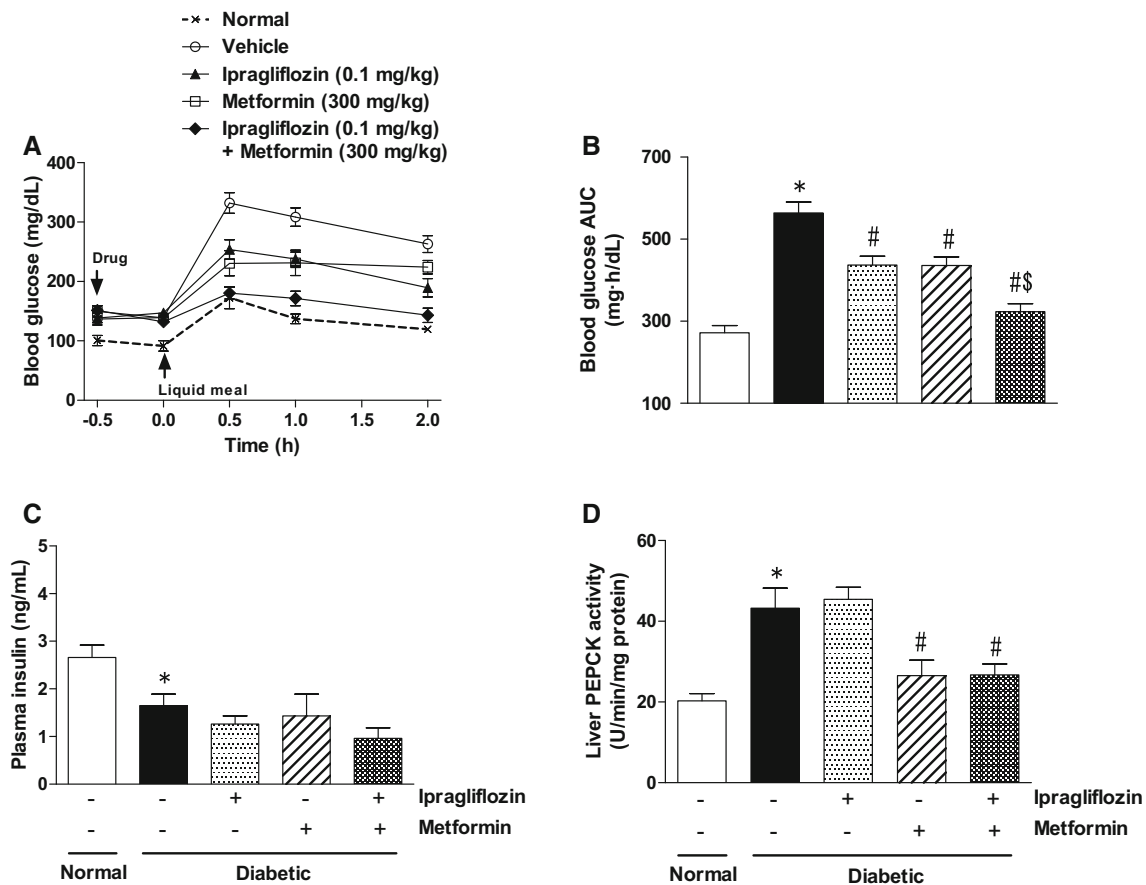 Normal
Vehicle
Ipragliflozin (0.1 mg/kg)
Metformin (300 mg/kg)
Ipragliflozin (0.1 mg/kg)
+ Metformin (300 mg/kg)
A
Blood glucose (mg/dL)
400
300
200
100
0
Drug
Liquid meal
-0.5 0.0 0.5 1.0 2.0
Time (h)
B
Blood glucose AUC
(mg·h/dL)
700
500
300
100
* # # #$
C
Plasma insulin (ng/mL)
5
4
3
2
1
0
*
- - + - +
- - - + +
Normal Diabetic
D
Liver PEPCK activity
(U/min/mg protein)
60
40
20
0
* # #
- - + - + Ipragliflozin
- - - + + Metformin
Normal Diabetic
Ipragliflozin
Metformin